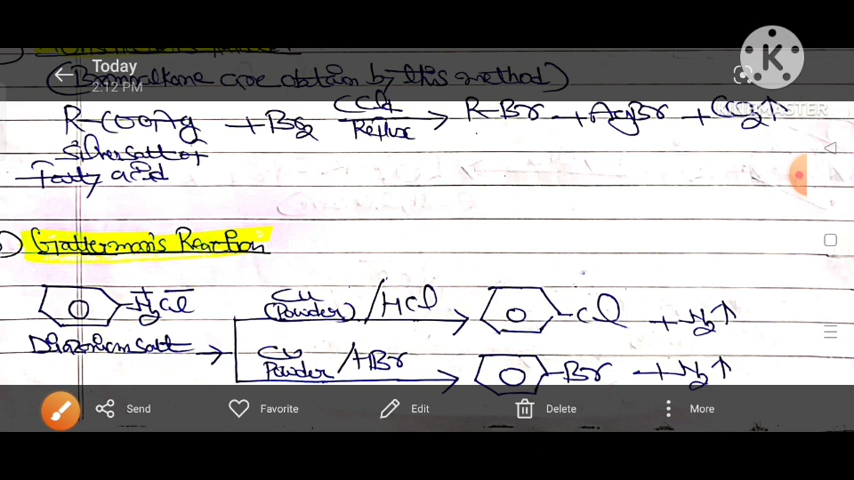 Today
2.12 PM
K
(Bromoalkane are obtain by this method)
R-COOAg + Br₂ CCl₄ Reflux → R-Br + AgBr + CO₂↑
Silver salt of
Fatty acid
Gatterman's Reaction
N₂Cl Cu (Powder) / HCl → Cl + N₂↑
Diazonium salt → Cu Powder / HBr → Br + N₂↑
Send Favorite Edit Delete More